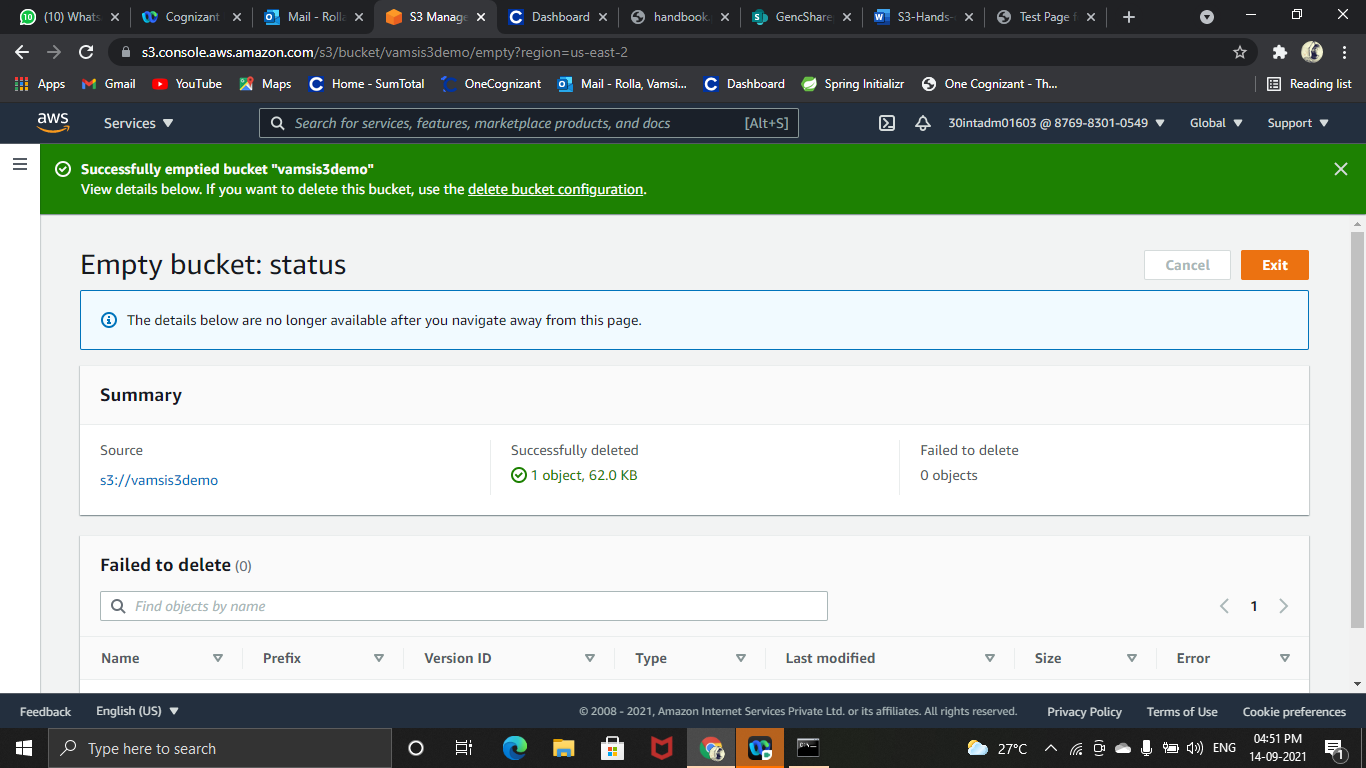 (10) Whats
Cognizant
Mail - Rolla
S3 Manage
Dashboard
handbook
GencShare
S3-Hands-
Test Page f
s3.console.aws.amazon.com/s3/bucket/vamsis3demo/empty?region=us-east-2
Apps
Gmail
YouTube
Maps
Home - SumTotal
OneCognizant
Mail - Rolla, Vamsi...
Dashboard
Spring Initializr
One Cognizant - Th...
Reading list
aws
Services
Search for services, features, marketplace products, and docs
[Alt+S]
30intadm01603 @ 8769-8301-0549
Global
Support
Successfully emptied bucket "vamsis3demo"
View details below. If you want to delete this bucket, use the delete bucket configuration.
Empty bucket: status
Cancel
Exit
The details below are no longer available after you navigate away from this page.
Summary
Source
s3://vamsis3demo
Successfully deleted
1 object, 62.0 KB
Failed to delete
0 objects
Failed to delete (0)
Find objects by name
1
Name
Prefix
Version ID
Type
Last modified
Size
Error
Feedback
English (US)
© 2008 - 2021, Amazon Internet Services Private Ltd. or its affiliates. All rights reserved.
Privacy Policy
Terms of Use
Cookie preferences
Type here to search
27°C
ENG
04:51 PM
14-09-2021
1